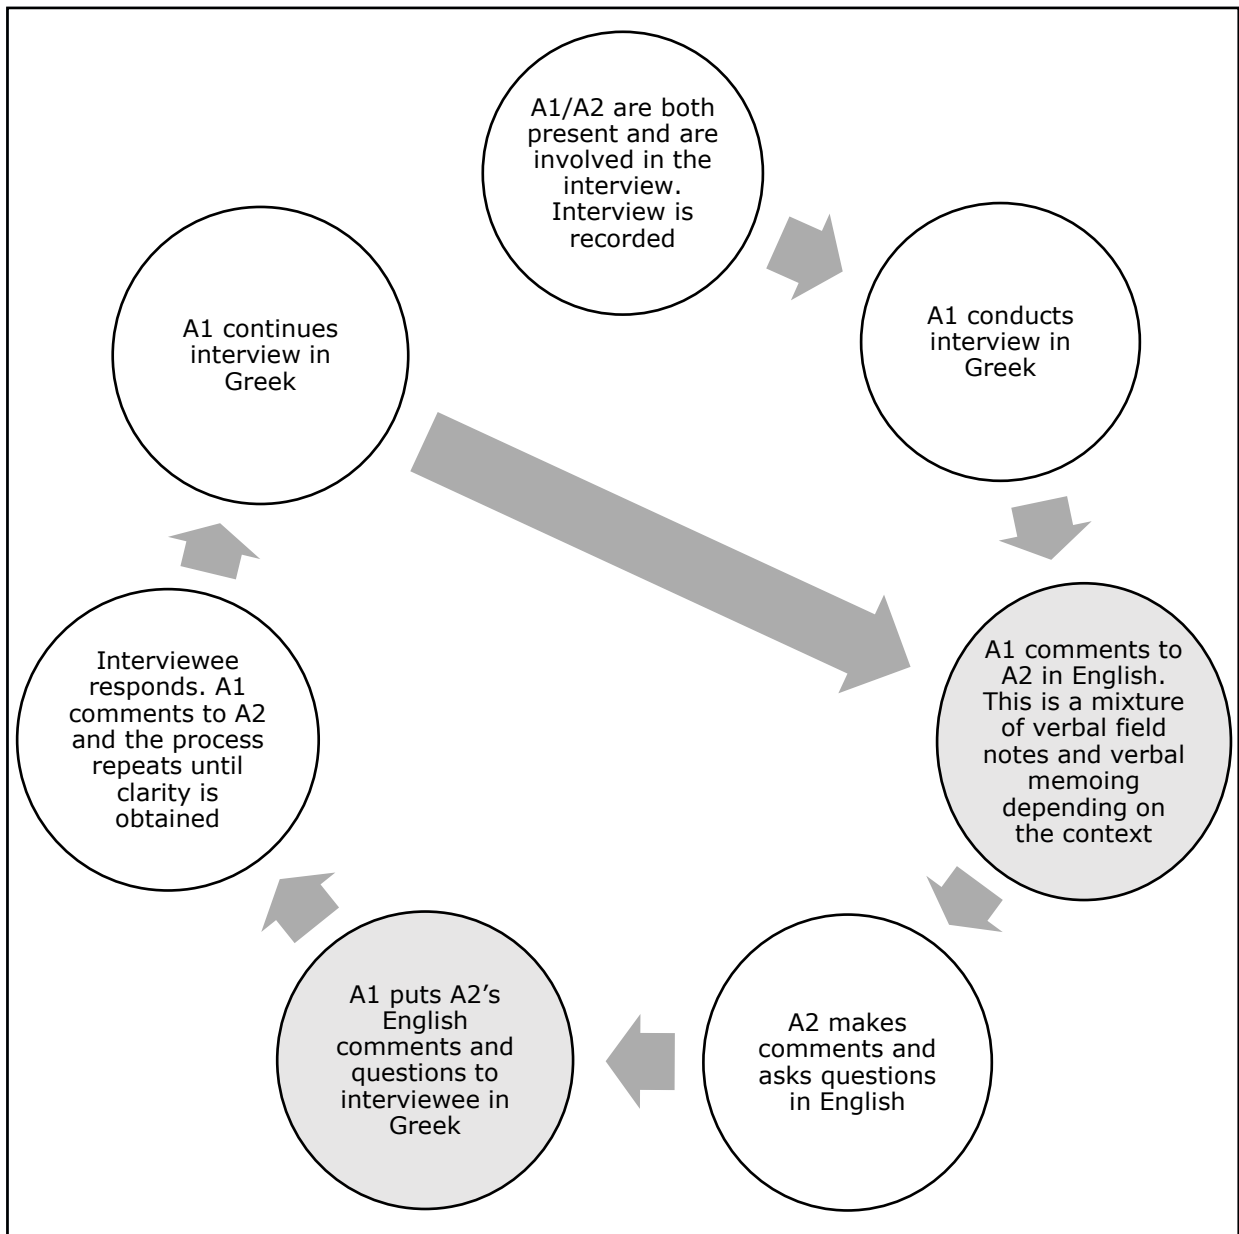 A1/A2 are both
present and are
involved in the
interview.
Interview is
recorded
A1 conducts
interview in
Greek
A1 comments to
A2 in English.
This is a mixture
of verbal field
notes and verbal
memoing
depending on
the context
A2 makes
comments and
asks questions
in English
A1 puts A2’s
English
comments and
questions to
interviewee in
Greek
Interviewee
responds. A1
comments to A2
and the process
repeats until
clarity is
obtained
A1 continues
interview in
Greek